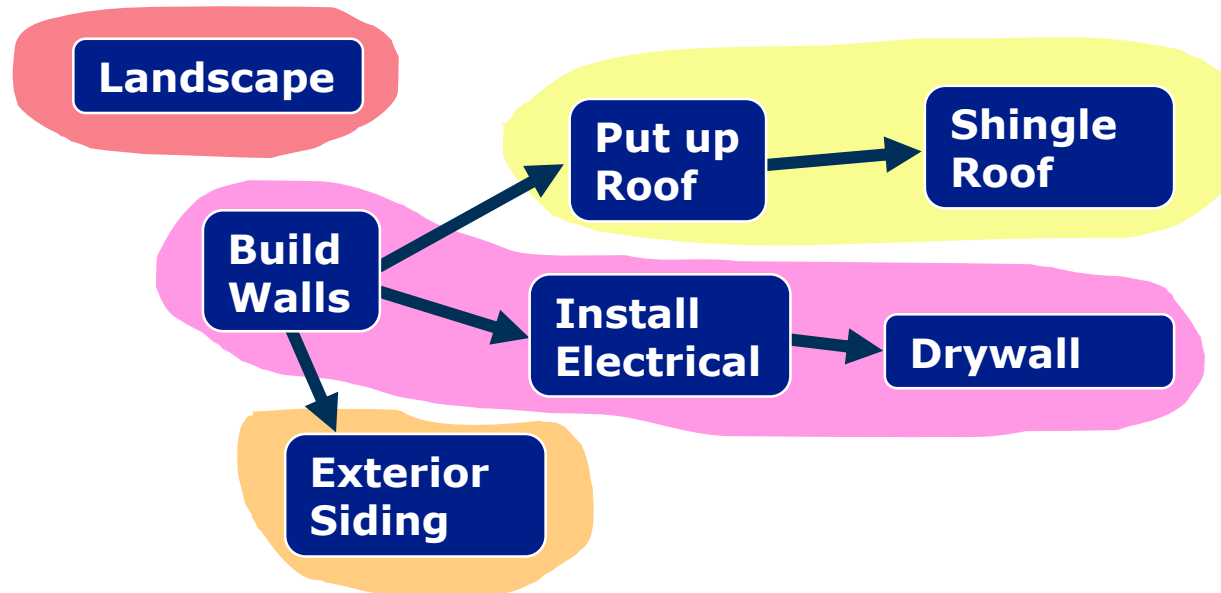 Landscape
Put up
Roof
Shingle
Roof
Build
Walls
Install
Electrical
Drywall
Exterior
Siding